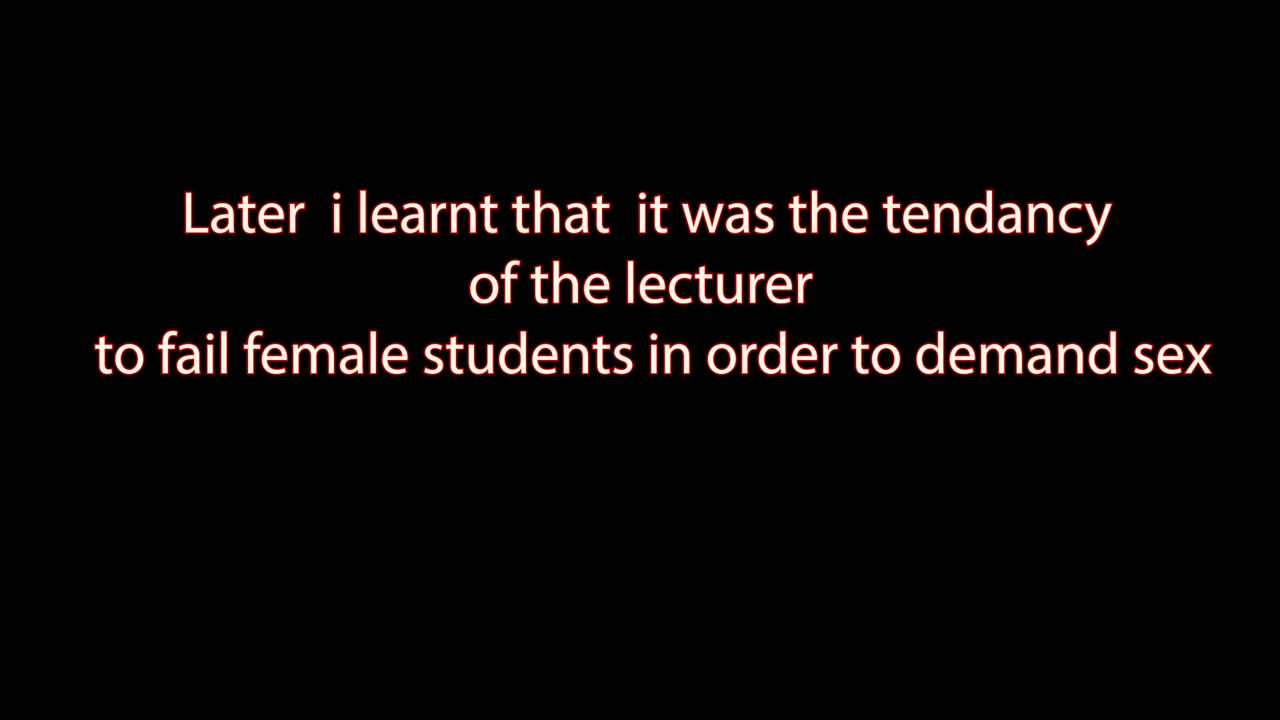 Later  i learnt that  it was the tendancy
of the lecturer
to fail female students in order to demand sex